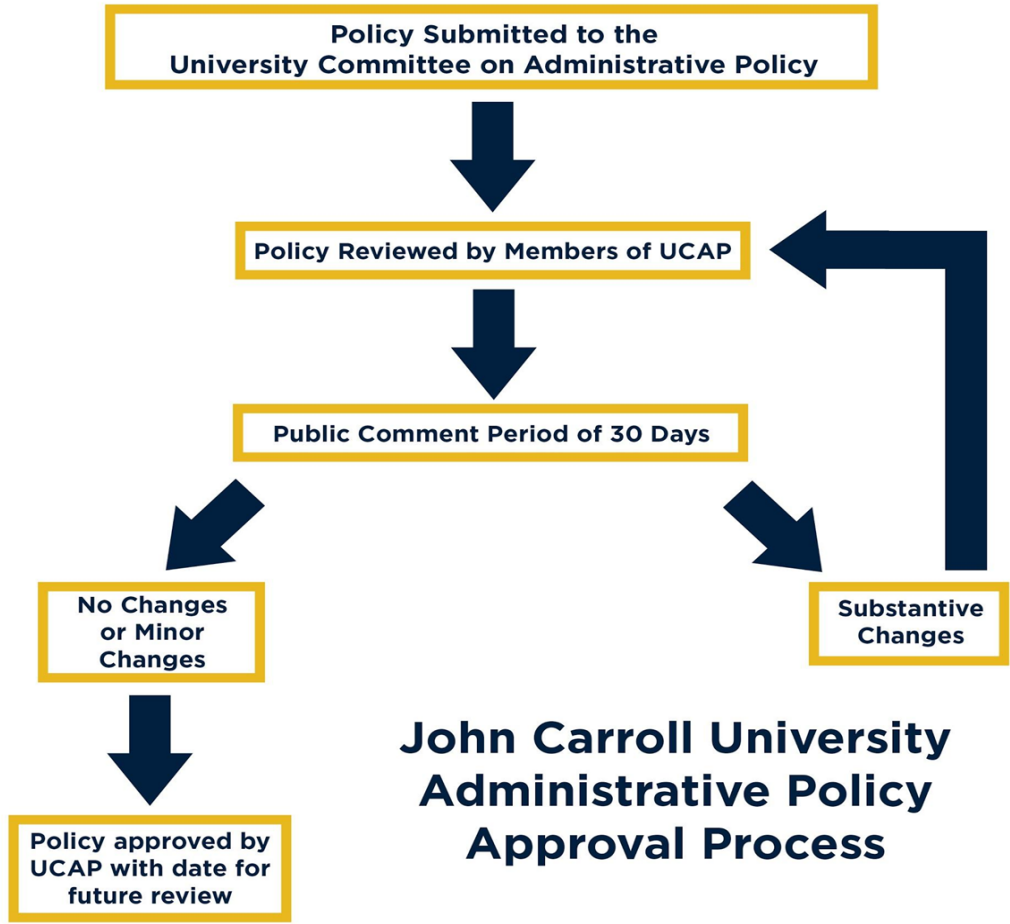 Policy Submitted to the
University Committee on Administrative Policy
Policy Reviewed by Members of UCAP
Public Comment Period of 30 Days
No Changes
or Minor
Changes
Substantive
Changes
Policy approved by
UCAP with date for
future review
John Carroll University
Administrative Policy
Approval Process